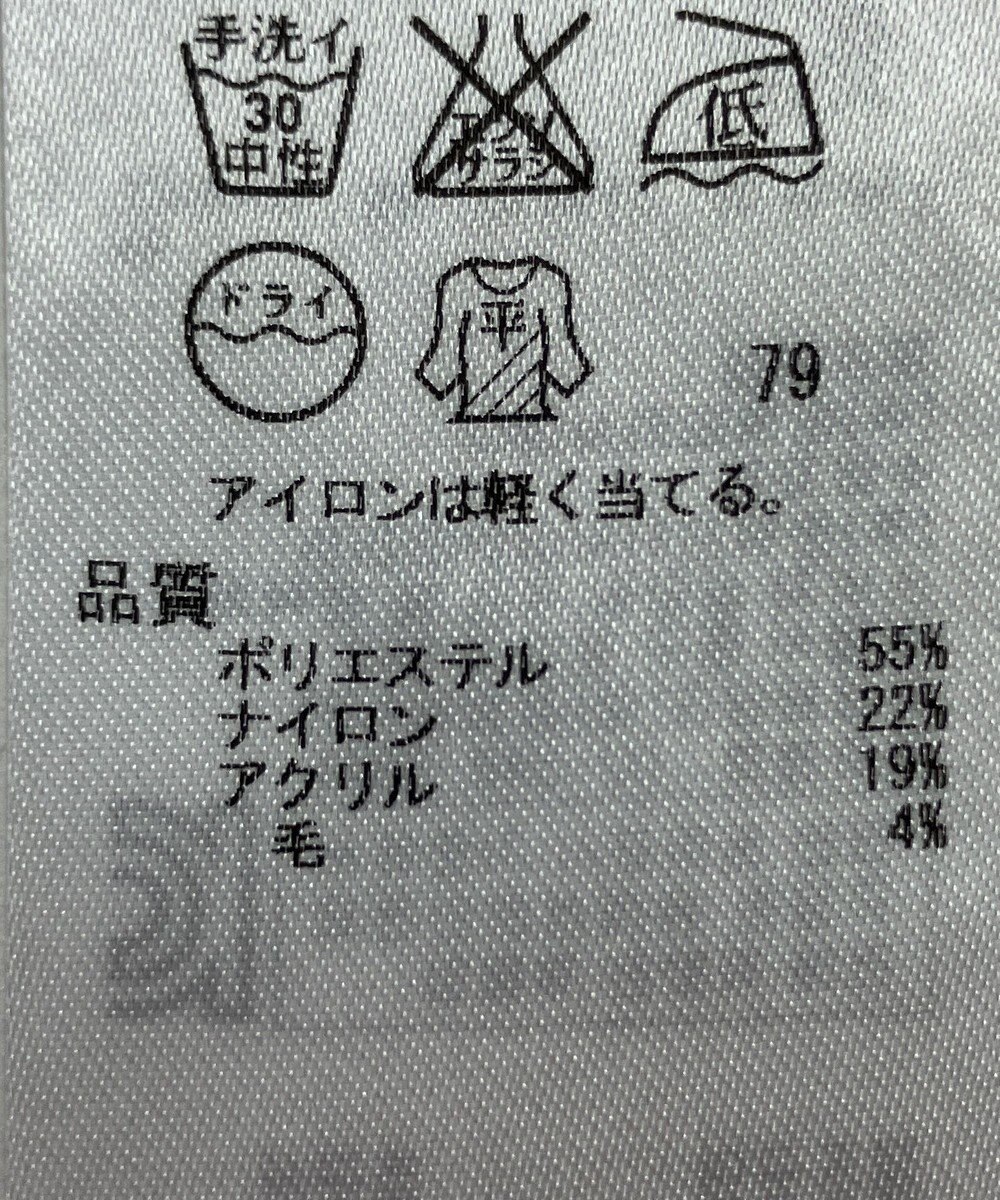 手洗イ
30
中性
エンソ
サラシ
低
ドライ
平
79
アイロンは軽く当てる。
品質
ポリエステル 55%
ナイロン 22%
アクリル 19%
毛 4%